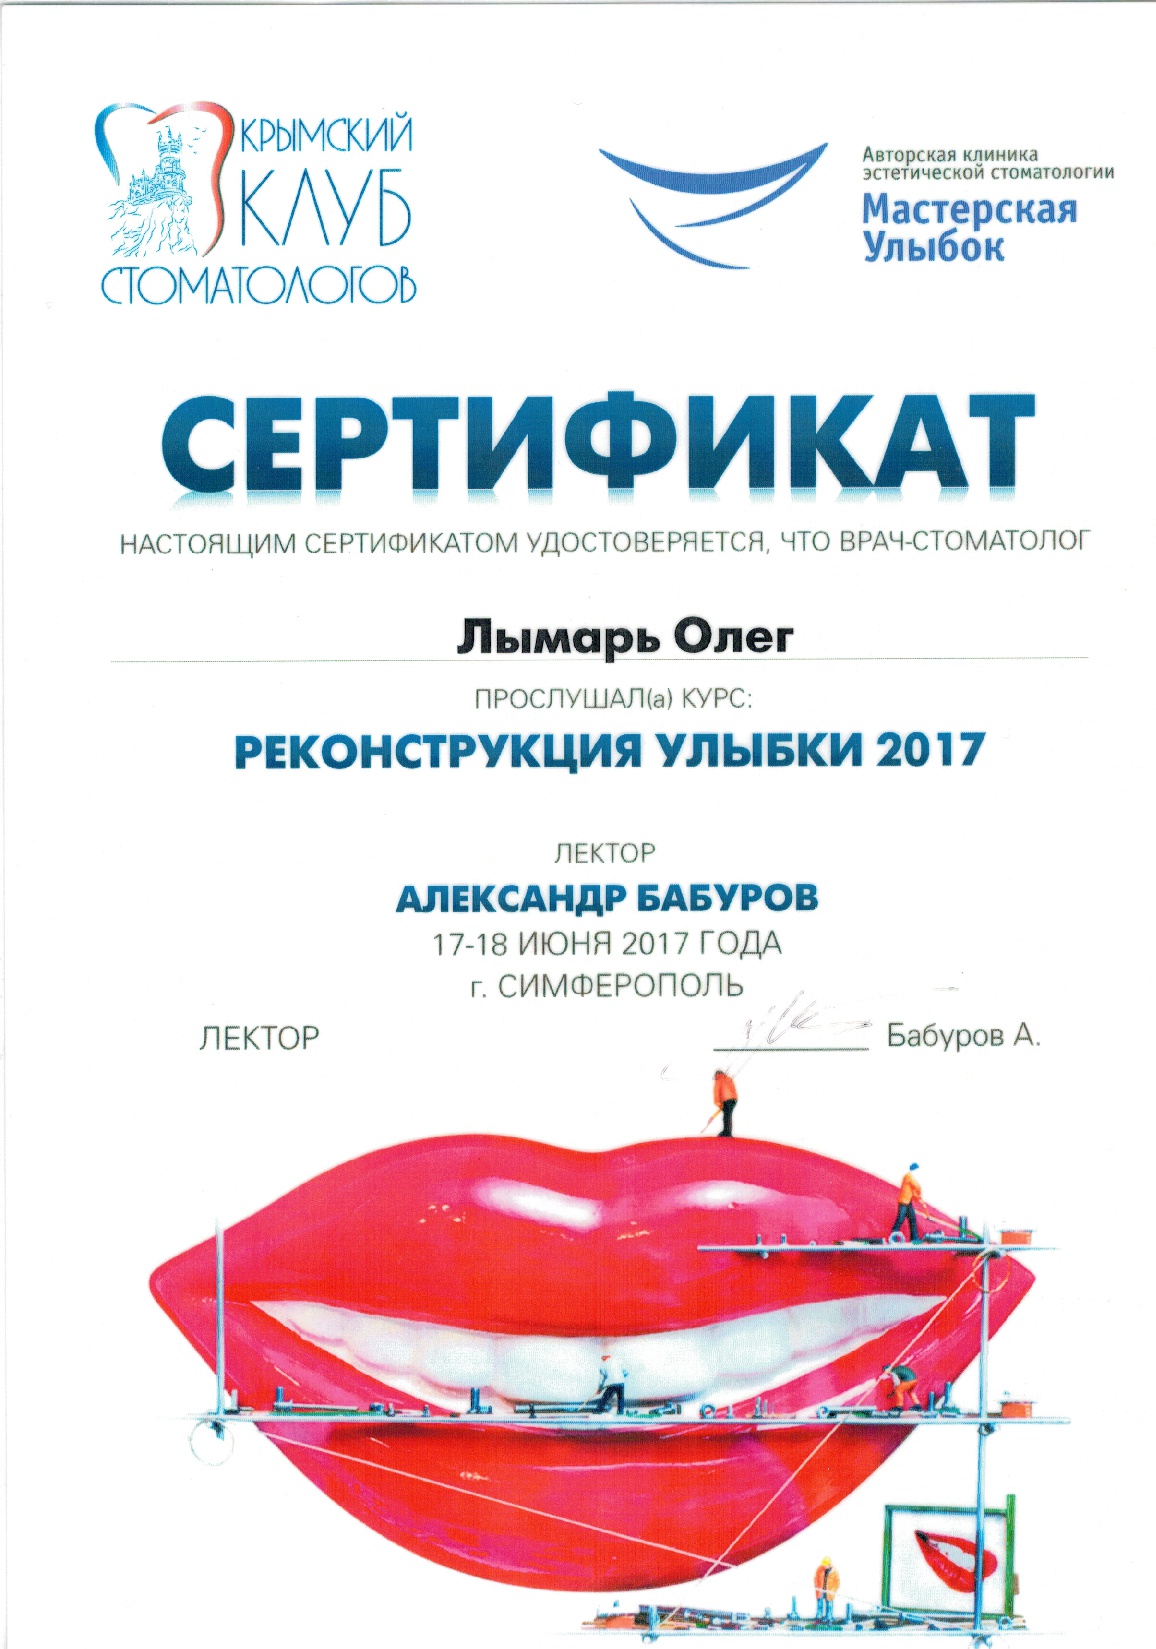 КРЫМСКИЙ
КЛУБ
СТОМАТОЛОГОВ
Авторская клиника
эстетической стоматологии
Мастерская
Улыбок
СЕРТИФИКАТ
НАСТОЯЩИМ СЕРТИФИКАТОМ УДОСТОВЕРЯЕТСЯ, ЧТО ВРАЧ-СТОМАТОЛОГ
Лымарь Олег
ПРОСЛУШАЛ(а) КУРС:
РЕКОНСТРУКЦИЯ УЛЫБКИ 2017
ЛЕКТОР
АЛЕКСАНДР БАБУРОВ
17-18 ИЮНЯ 2017 ГОДА
г. СИМФЕРОПОЛЬ
ЛЕКТОР Бабуров А.